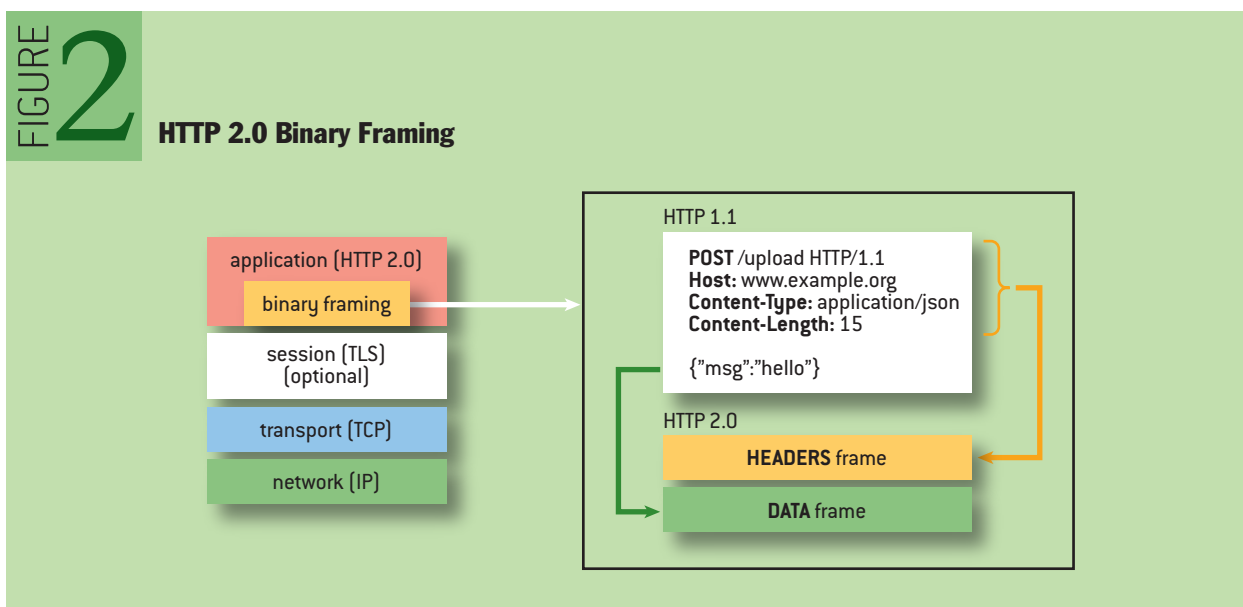 FIGURE
2
HTTP 2.0 Binary Framing
application (HTTP 2.0)
binary framing
session (TLS)
(optional)
transport (TCP)
network (IP)
HTTP 1.1
POST /upload HTTP/1.1
Host: www.example.org
Content-Type: application/json
Content-Length: 15
{”msg”:”hello”}
HTTP 2.0
HEADERS frame
DATA frame